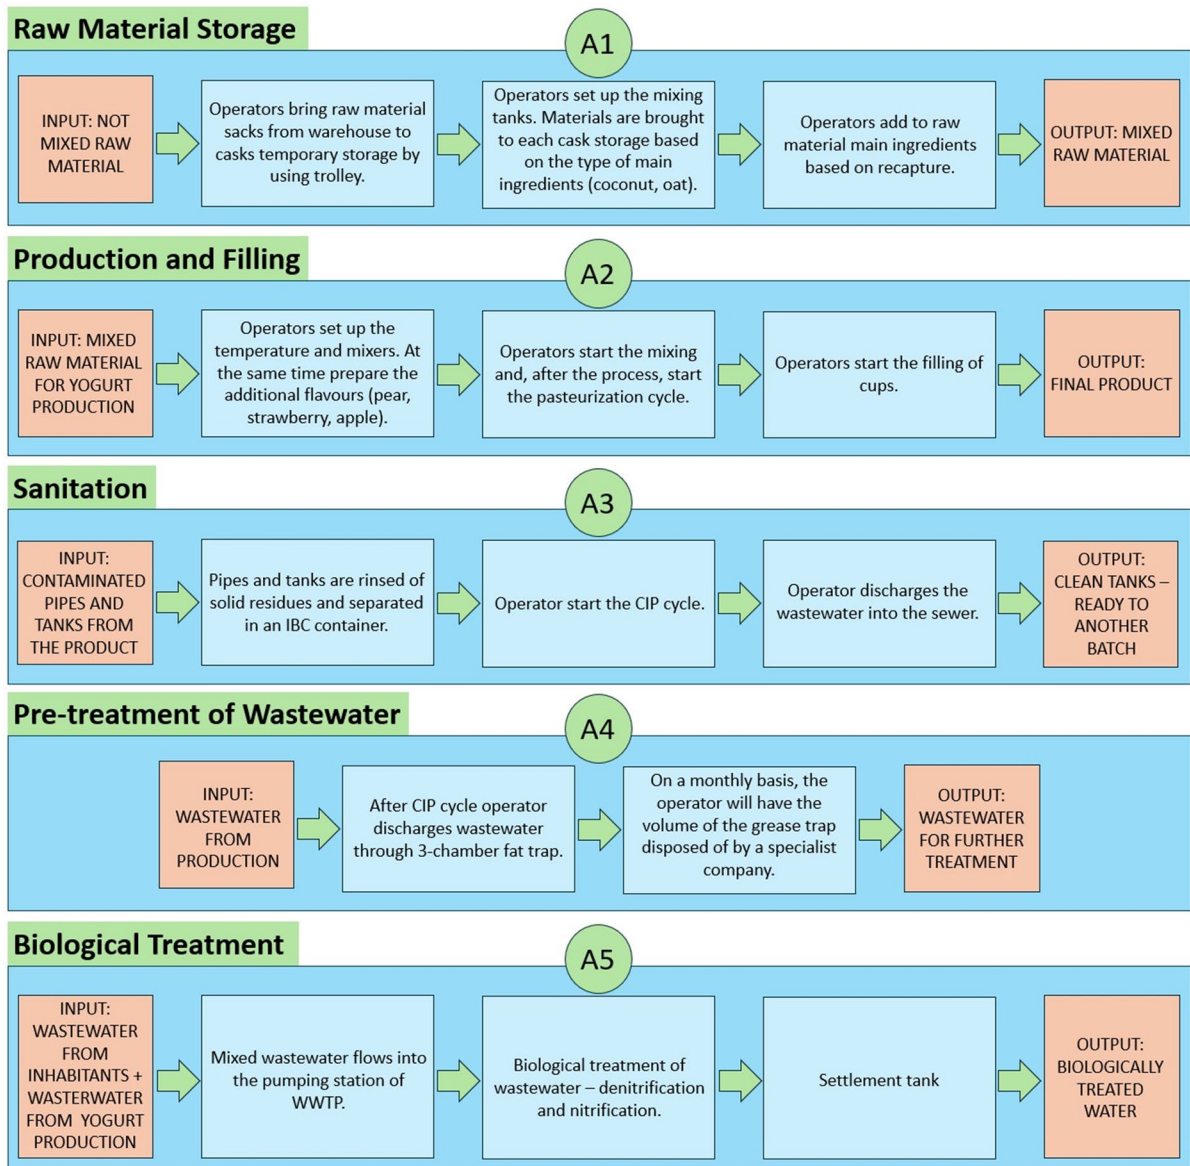 Raw Material Storage
A1
INPUT: NOT
MIXED RAW
MATERIAL
Operators bring raw material
sacks from warehouse to
casks temporary storage by
using trolley.
Operators set up the mixing
tanks. Materials are brought
to each cask storage based
on the type of main
ingredients (coconut, oat).
Operators add to raw
material main ingredients
based on recapture.
OUTPUT: MIXED
RAW MATERIAL
Production and Filling
A2
INPUT: MIXED
RAW MATERIAL
FOR YOGURT
PRODUCTION
Operators set up the
temperature and mixers. At
the same time prepare the
additional flavours (pear,
strawberry, apple).
Operators start the mixing
and, after the process, start
the pasteurization cycle.
Operators start the filling of
cups.
OUTPUT:
FINAL PRODUCT
Sanitation
A3
INPUT:
CONTAMINATED
PIPES AND
TANKS FROM
THE PRODUCT
Pipes and tanks are rinsed of
solid residues and separated
in an IBC container.
Operator start the CIP cycle.
Operator discharges the
wastewater into the sewer.
OUTPUT:
CLEAN TANKS –
READY TO
ANOTHER
BATCH
Pre-treatment of Wastewater
A4
INPUT:
WASTEWATER
FROM
PRODUCTION
After CIP cycle operator
discharges wastewater
through 3-chamber fat trap.
On a monthly basis, the
operator will have the
volume of the grease trap
disposed of by a specialist
company.
OUTPUT:
WASTEWATER
FOR FURTHER
TREATMENT
Biological Treatment
A5
INPUT:
WASTEWATER
FROM
INHABITANTS +
WASTERWATER
FROM YOGURT
PRODUCTION
Mixed wastewater flows into
the pumping station of
WWTP.
Biological treatment of
wastewater – denitrification
and nitrification.
Settlement tank
OUTPUT:
BIOLOGICALLY
TREATED
WATER